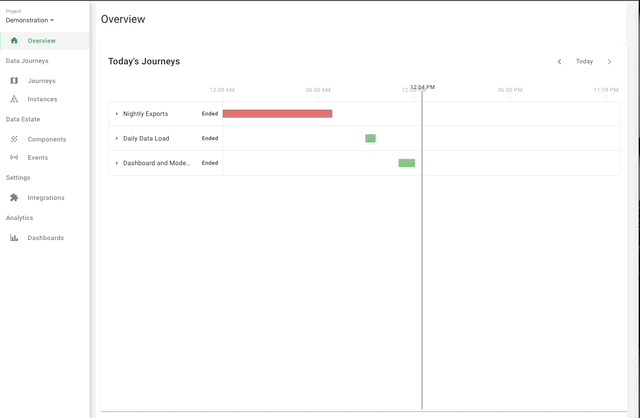 Project
Demonstration
Overview
Data Journeys
Journeys
Instances
Data Estate
Components
Events
Settings
Integrations
Analytics
Dashboards
Overview
Today's Journeys
Today
12:00 AM
06:00 AM
12:04 PM
06:00 PM
11:59 PM
Nightly Exports Ended
Daily Data Load Ended
Dashboard and Mode... Ended